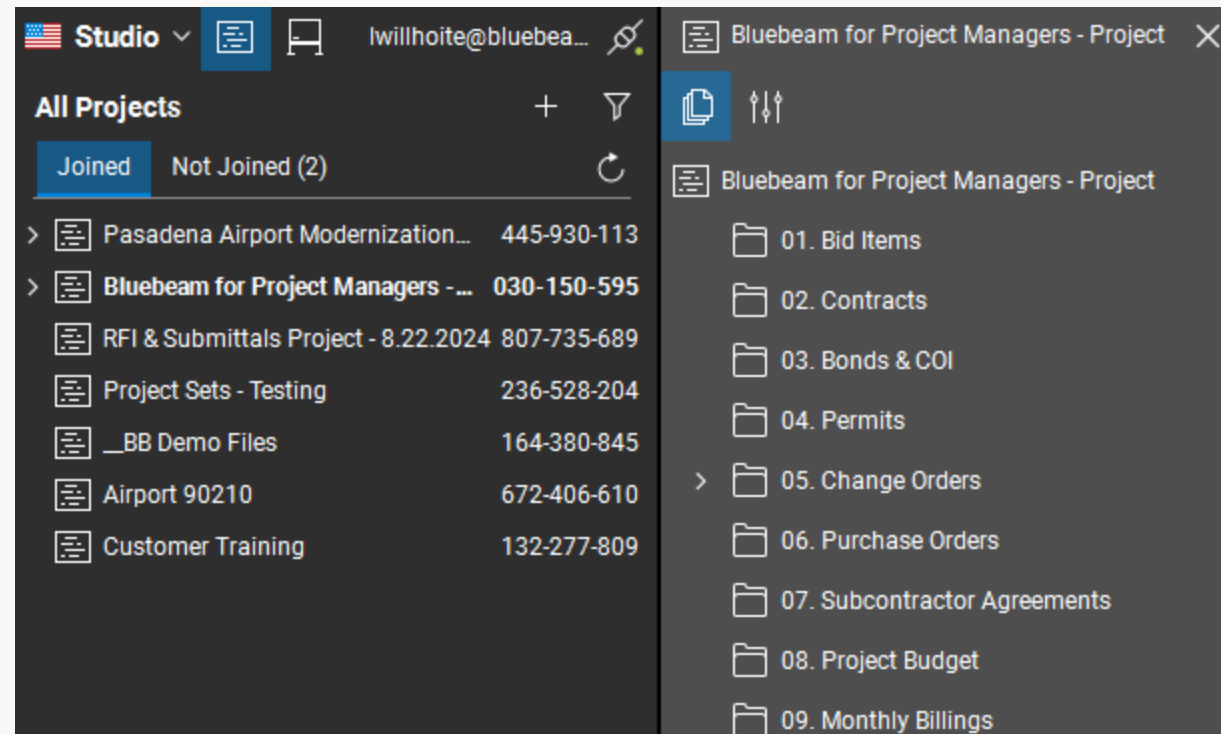 Studio
lwillhoite@bluebea...
All Projects
Joined
Not Joined (2)
Pasadena Airport Modernization... 445-930-113
Bluebeam for Project Managers -... 030-150-595
RFI & Submittals Project - 8.22.2024 807-735-689
Project Sets - Testing 236-528-204
__BB Demo Files 164-380-845
Airport 90210 672-406-610
Customer Training 132-277-809
Bluebeam for Project Managers - Project
Bluebeam for Project Managers - Project
01. Bid Items
02. Contracts
03. Bonds & COI
04. Permits
05. Change Orders
06. Purchase Orders
07. Subcontractor Agreements
08. Project Budget
09. Monthly Billings